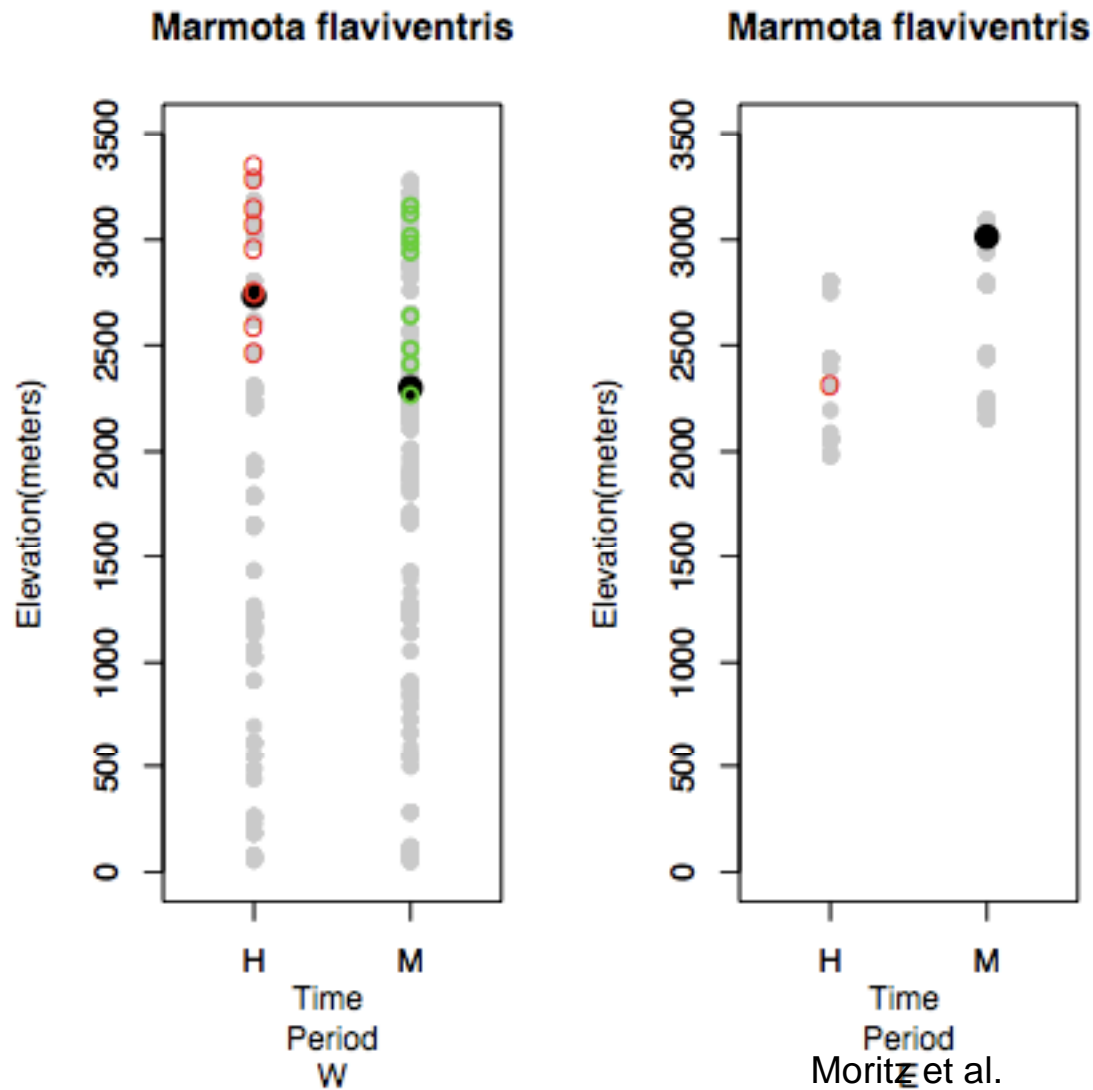 Marmota flaviventris
Elevation(meters)
3500
3000
2500
2000
1500
1000
500
0
H M
Time
Period
W
Marmota flaviventris
Elevation(meters)
3500
3000
2500
2000
1500
1000
500
0
H M
Time
Period
E
Moritz et al.